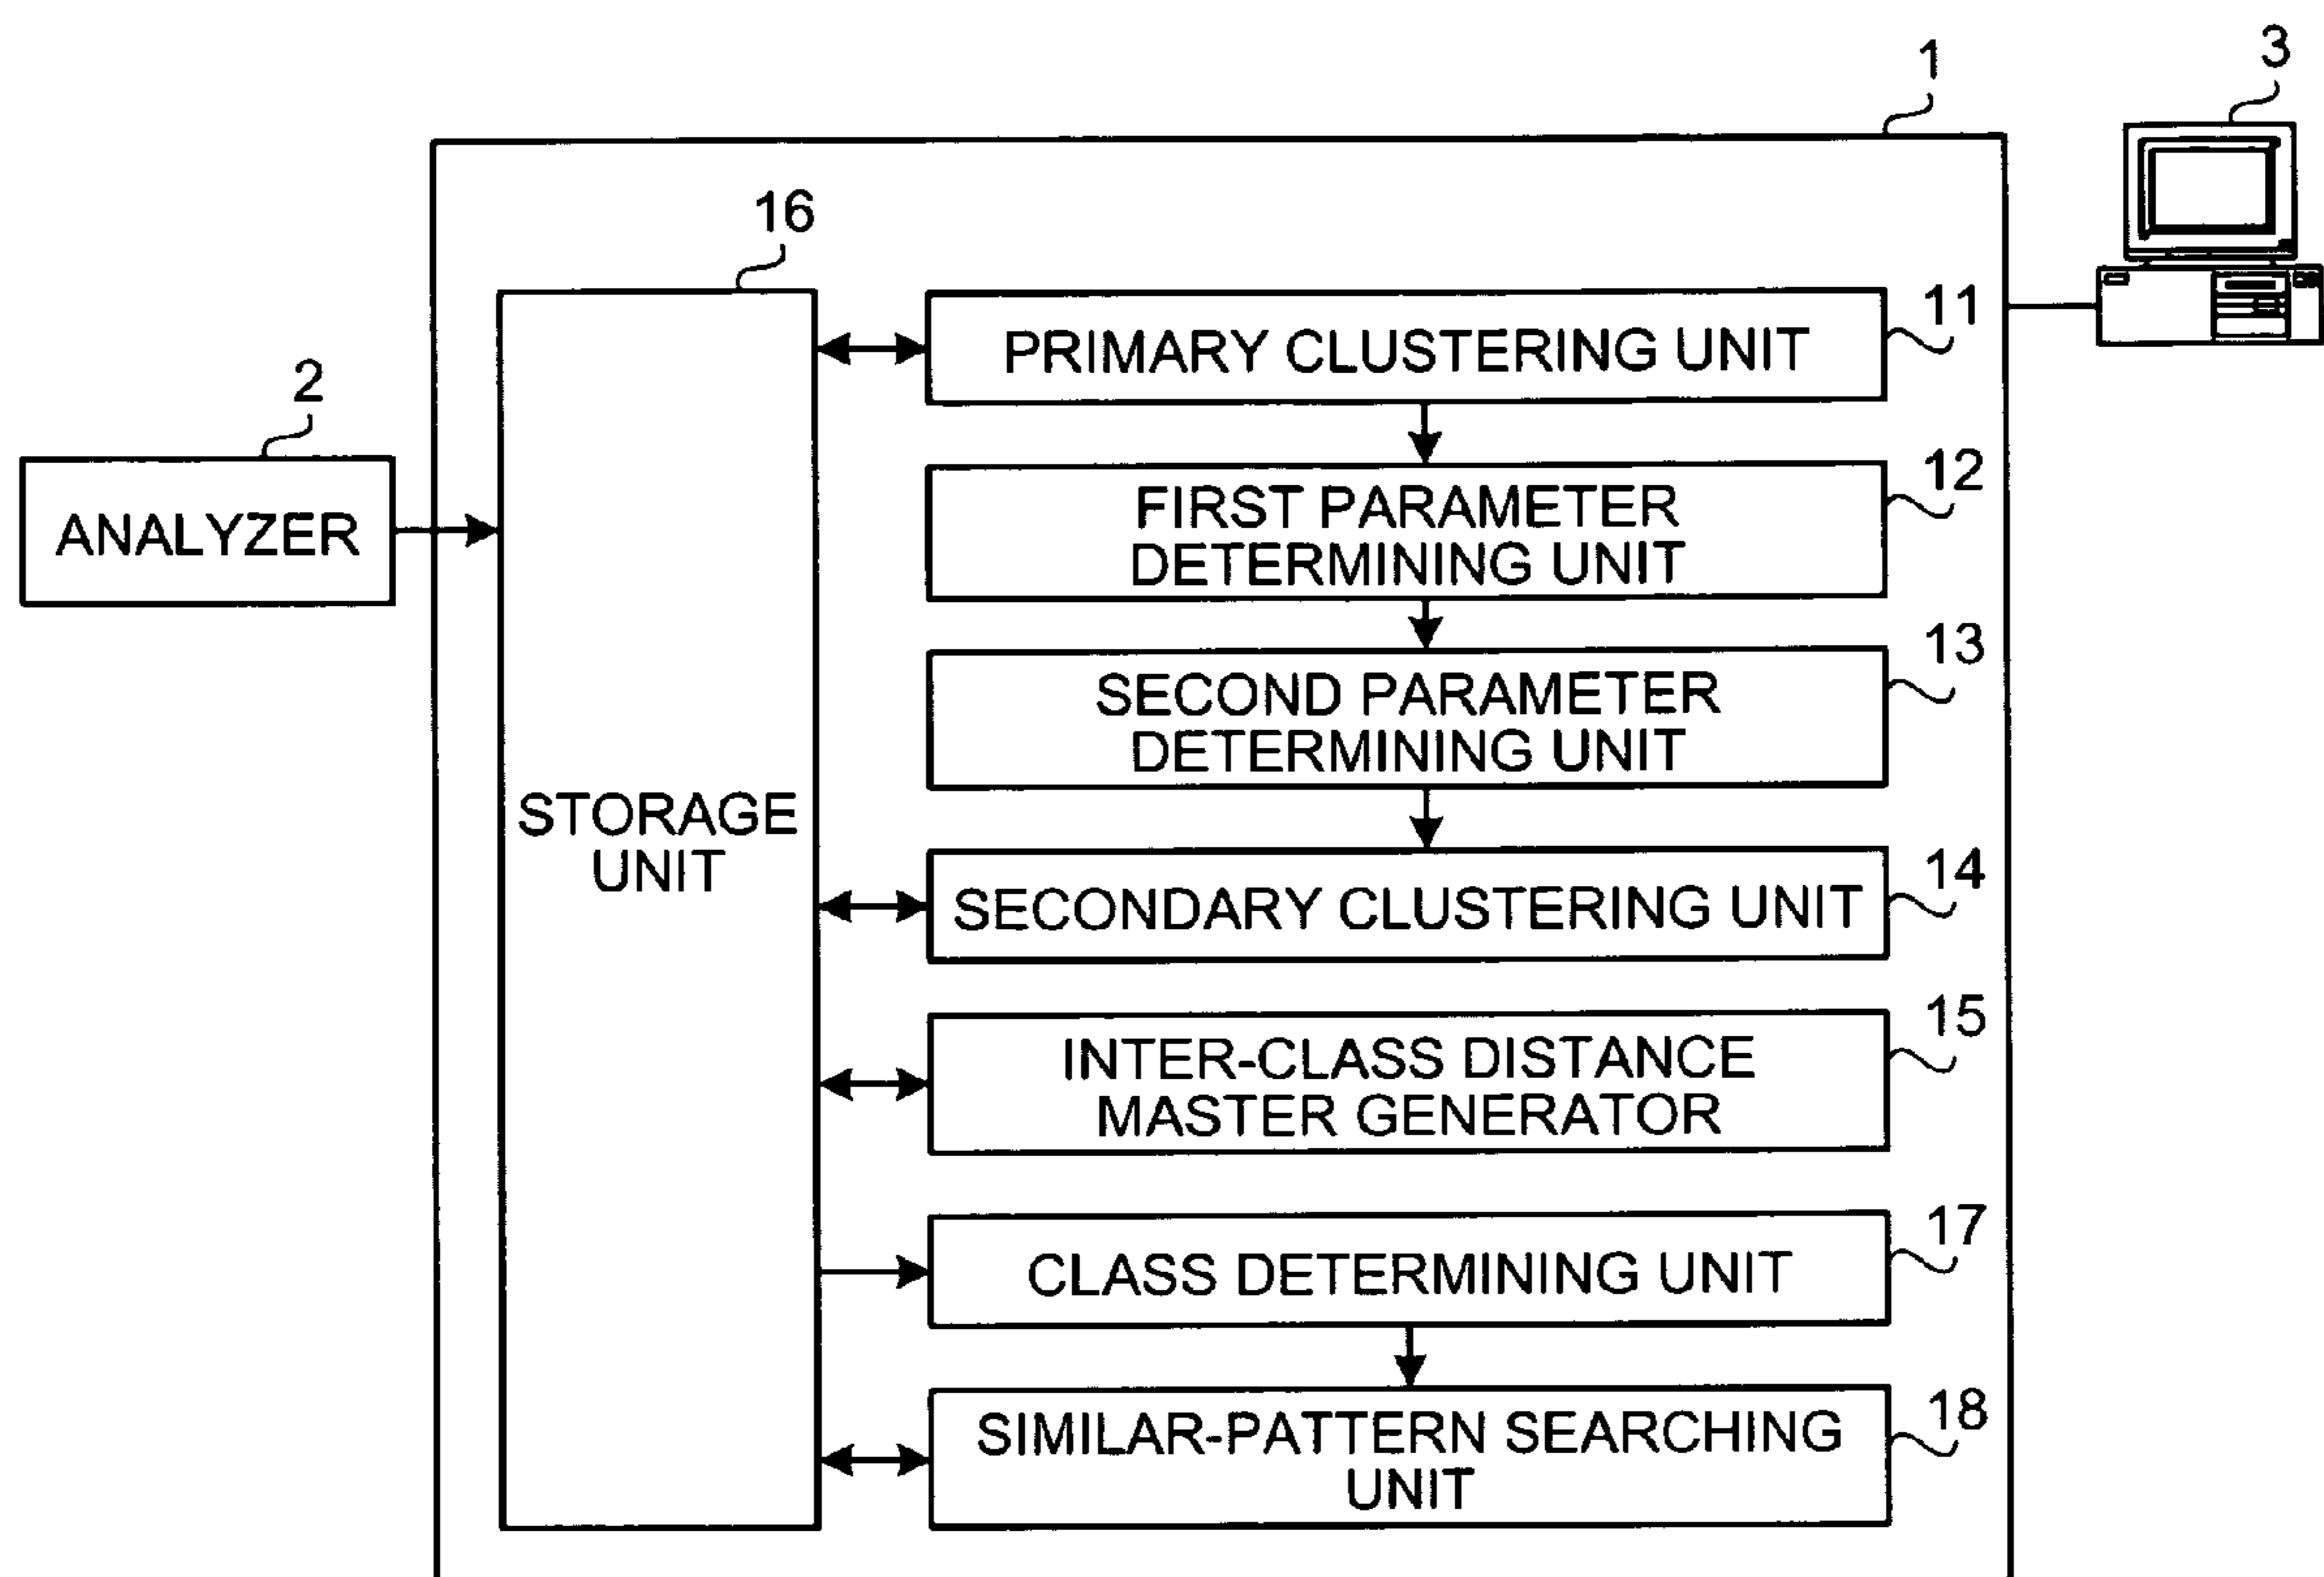 1
3
16
11
PRIMARY CLUSTERING UNIT
2
ANALYZER
12
FIRST PARAMETER
DETERMINING UNIT
13
SECOND PARAMETER
DETERMINING UNIT
STORAGE
UNIT
14
SECONDARY CLUSTERING UNIT
15
INTER-CLASS DISTANCE
MASTER GENERATOR
17
CLASS DETERMINING UNIT
18
SIMILAR-PATTERN SEARCHING
UNIT